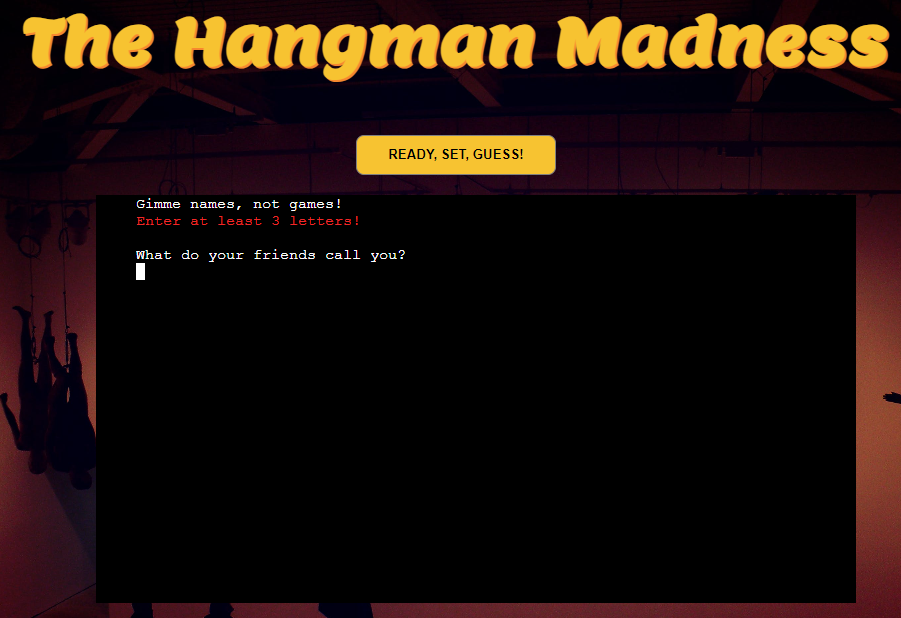 The Hangman Madness
READY, SET, GUESS!
Gimme names, not games!
Enter at least 3 letters!
What do your friends call you?